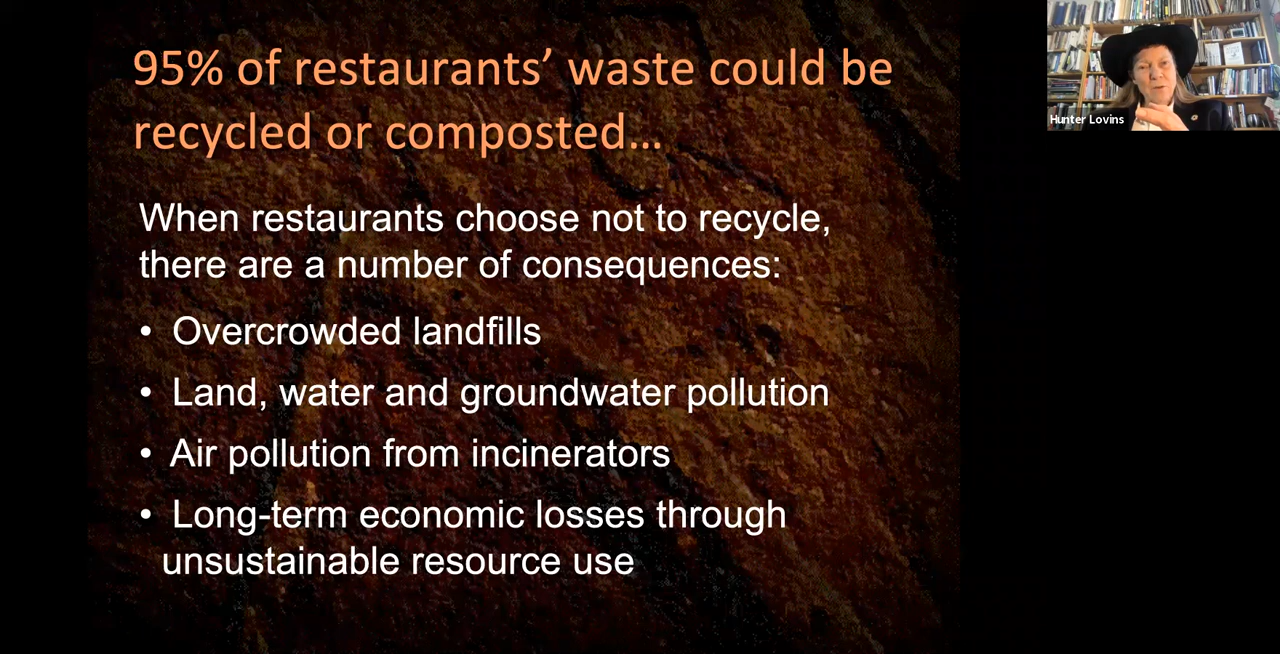 95% of restaurants’ waste could be
recycled or composted…
When restaurants choose not to recycle,
there are a number of consequences:
• Overcrowded landfills
• Land, water and groundwater pollution
• Air pollution from incinerators
• Long-term economic losses through
unsustainable resource use
Hunter Lovins